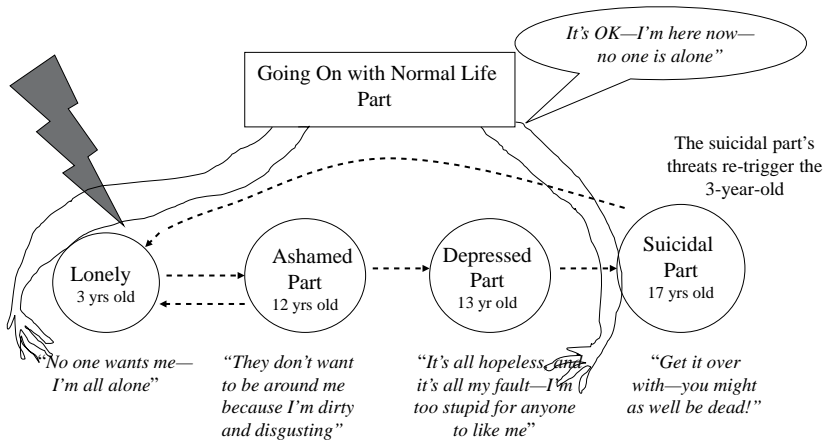 It's OK—I'm here now—
no one is alone”
Going On with Normal Life
Part
The suicidal part's
threats re-trigger the
3-year-old
Lonely
3 yrs old
Ashamed
Part
12 yrs old
Depressed
Part
13 yr old
Suicidal
Part
17 yrs old
“No one wants me—
I'm all alone”
“They don't want
to be around me
because I'm dirty
and disgusting”
“It's all hopeless, and
it's all my fault—I'm
too stupid for anyone
to like me”
“Get it over
with—you might
as well be dead!”